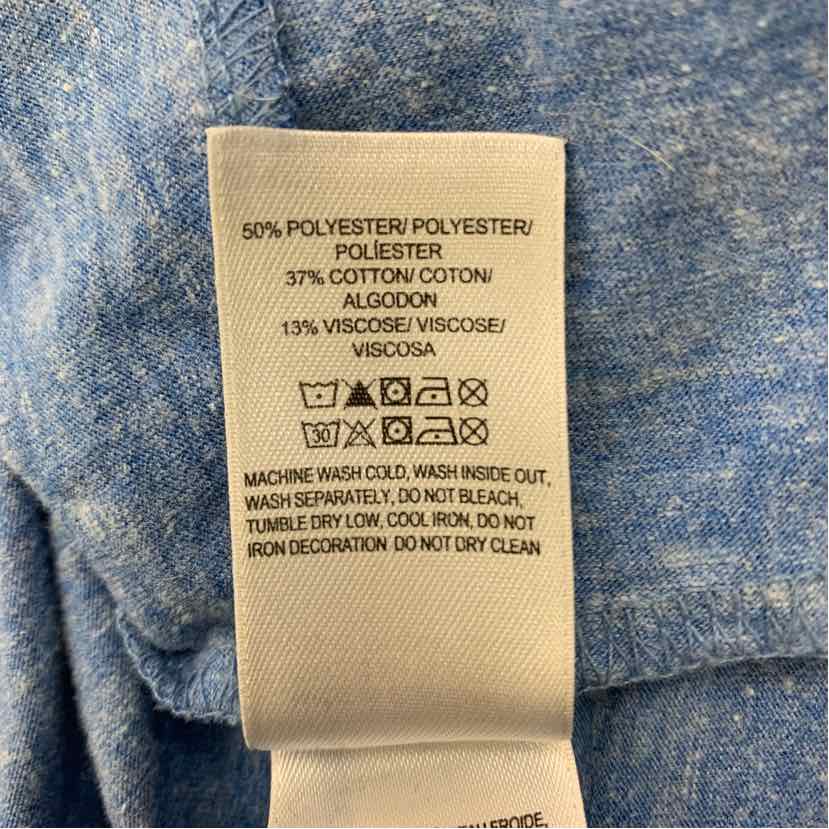 50% POLYESTER/ POLYESTER/
POLÍESTER
37% COTTON/ COTON/
ALGODON
13% VISCOSE/ VISCOSE/
VISCOSA
30
MACHINE WASH COLD, WASH INSIDE OUT,
WASH SEPARATELY, DO NOT BLEACH,
TUMBLE DRY LOW, COOL IRON, DO NOT
IRON DECORATION DO NOT DRY CLEAN